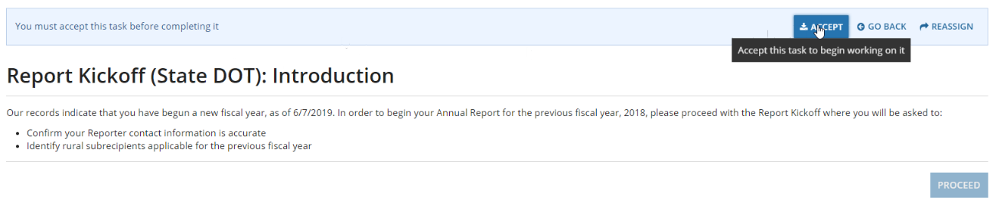 You must accept this task before completing it
ACCEPT
GO BACK
REASSIGN
Accept this task to begin working on it
Report Kickoff (State DOT): Introduction
Our records indicate that you have begun a new fiscal year, as of 6/7/2019. In order to begin your Annual Report for the previous fiscal year, 2018, please proceed with the Report Kickoff where you will be asked to:
• Confirm your Reporter contact information is accurate
• Identify rural subrecipients applicable for the previous fiscal year
PROCEED